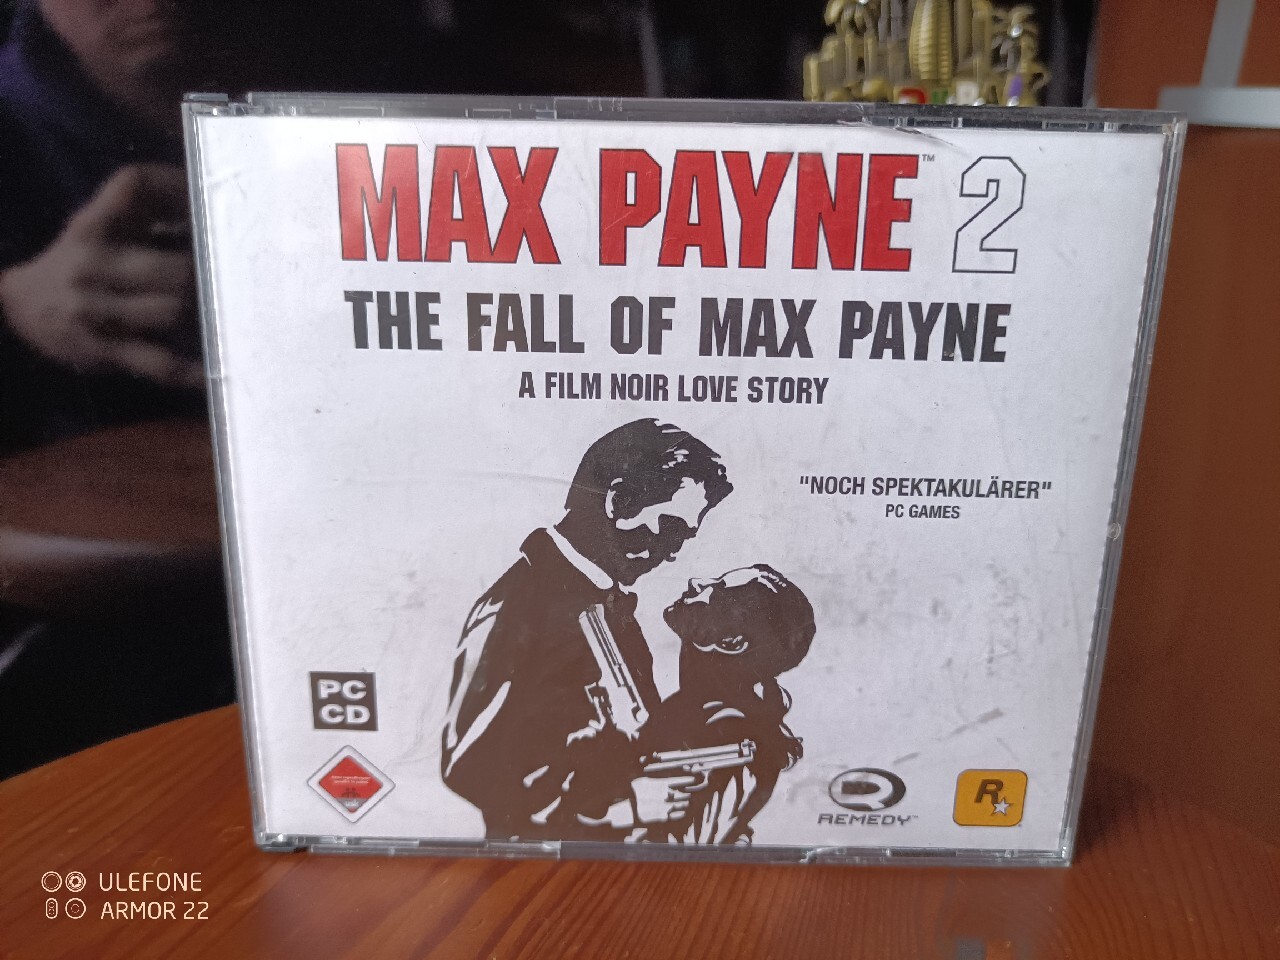 MAX PAYNE™ 2
THE FALL OF MAX PAYNE
A FILM NOIR LOVE STORY
"NOCH SPEKTAKULÄRER"
PC GAMES
PC
CD
REMEDY™
R
ULEFONE
ARMOR 22